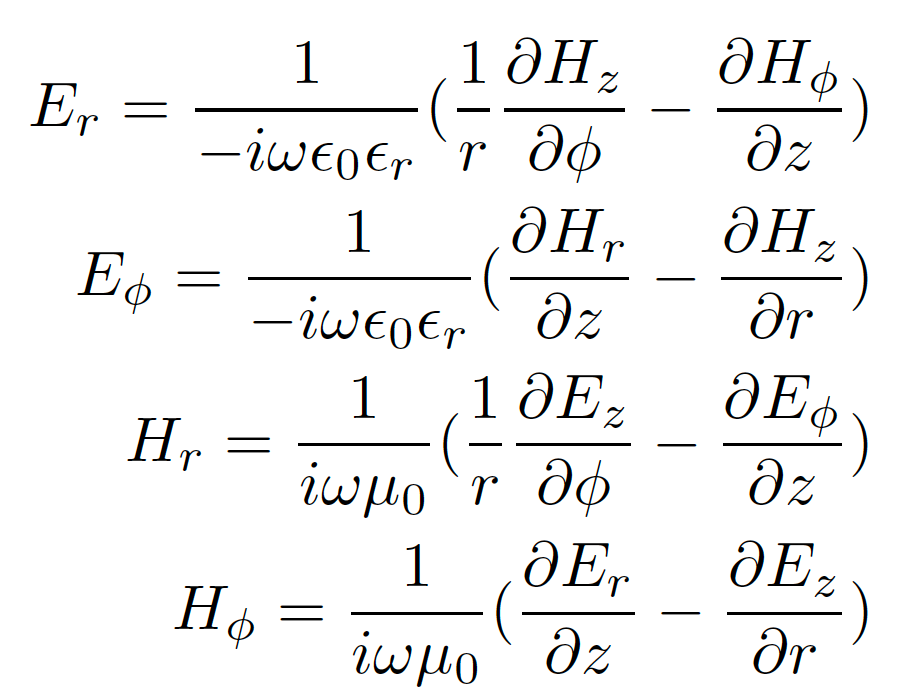 E_r = \frac{1}{-i\omega\epsilon_0\epsilon_r}(\frac{1}{r}\frac{\partial H_z}{\partial \phi} - \frac{\partial H_\phi}{\partial z})
E_\phi = \frac{1}{-i\omega\epsilon_0\epsilon_r}(\frac{\partial H_r}{\partial z} - \frac{\partial H_z}{\partial r})
H_r = \frac{1}{i\omega\mu_0}(\frac{1}{r}\frac{\partial E_z}{\partial \phi} - \frac{\partial E_\phi}{\partial z})
H_\phi = \frac{1}{i\omega\mu_0}(\frac{\partial E_r}{\partial z} - \frac{\partial E_z}{\partial r})